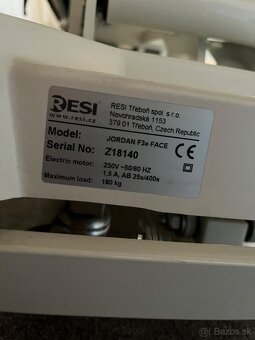 RESI
www.resi.cz
RESI Třeboň spol. s r.o.
Novohradská 1153
379 01 Třeboň, Czech Republic
Model: JORDAN F3e FACE
Serial No: Z18140
Electric motor: 230V ~50/60 HZ
1,5 A, AB 25s/400s
Maximum load: 180 kg
CE
Bazos.sk